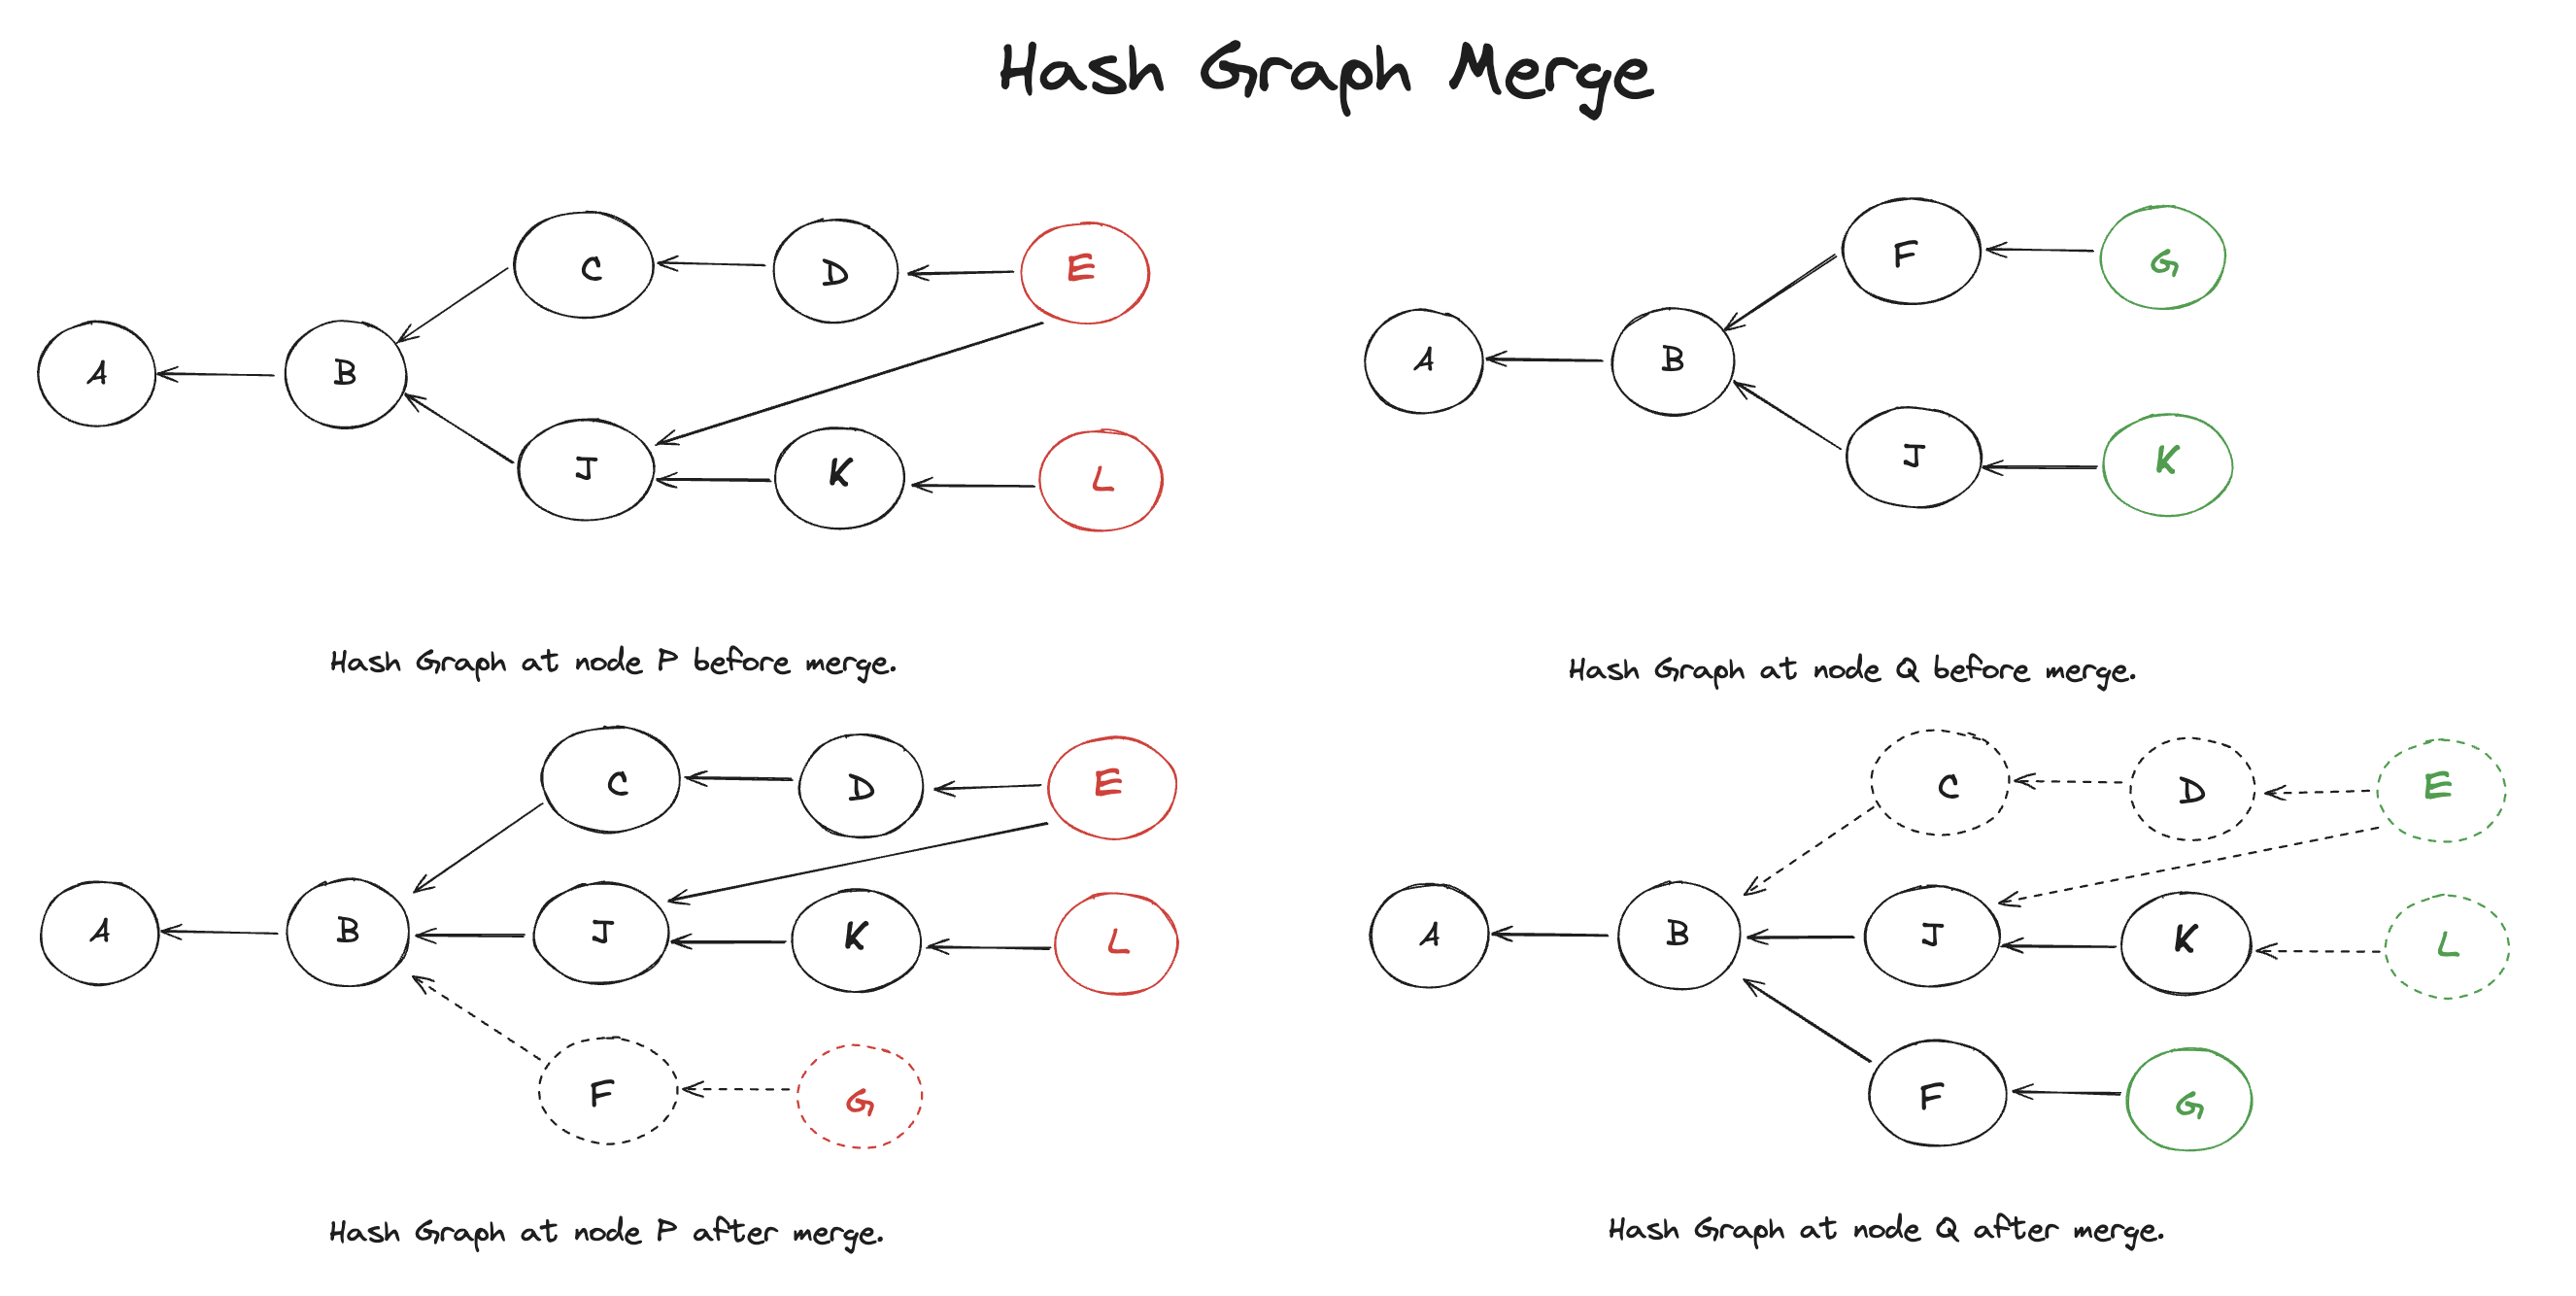 Hash Graph Merge
C
D
E
A
B
J
K
L
Hash Graph at node P before merge.
F
G
A
B
J
K
Hash Graph at node Q before merge.
C
D
E
A
B
J
K
L
F
G
Hash Graph at node P after merge.
C
D
E
A
B
J
K
L
F
G
Hash Graph at node Q after merge.